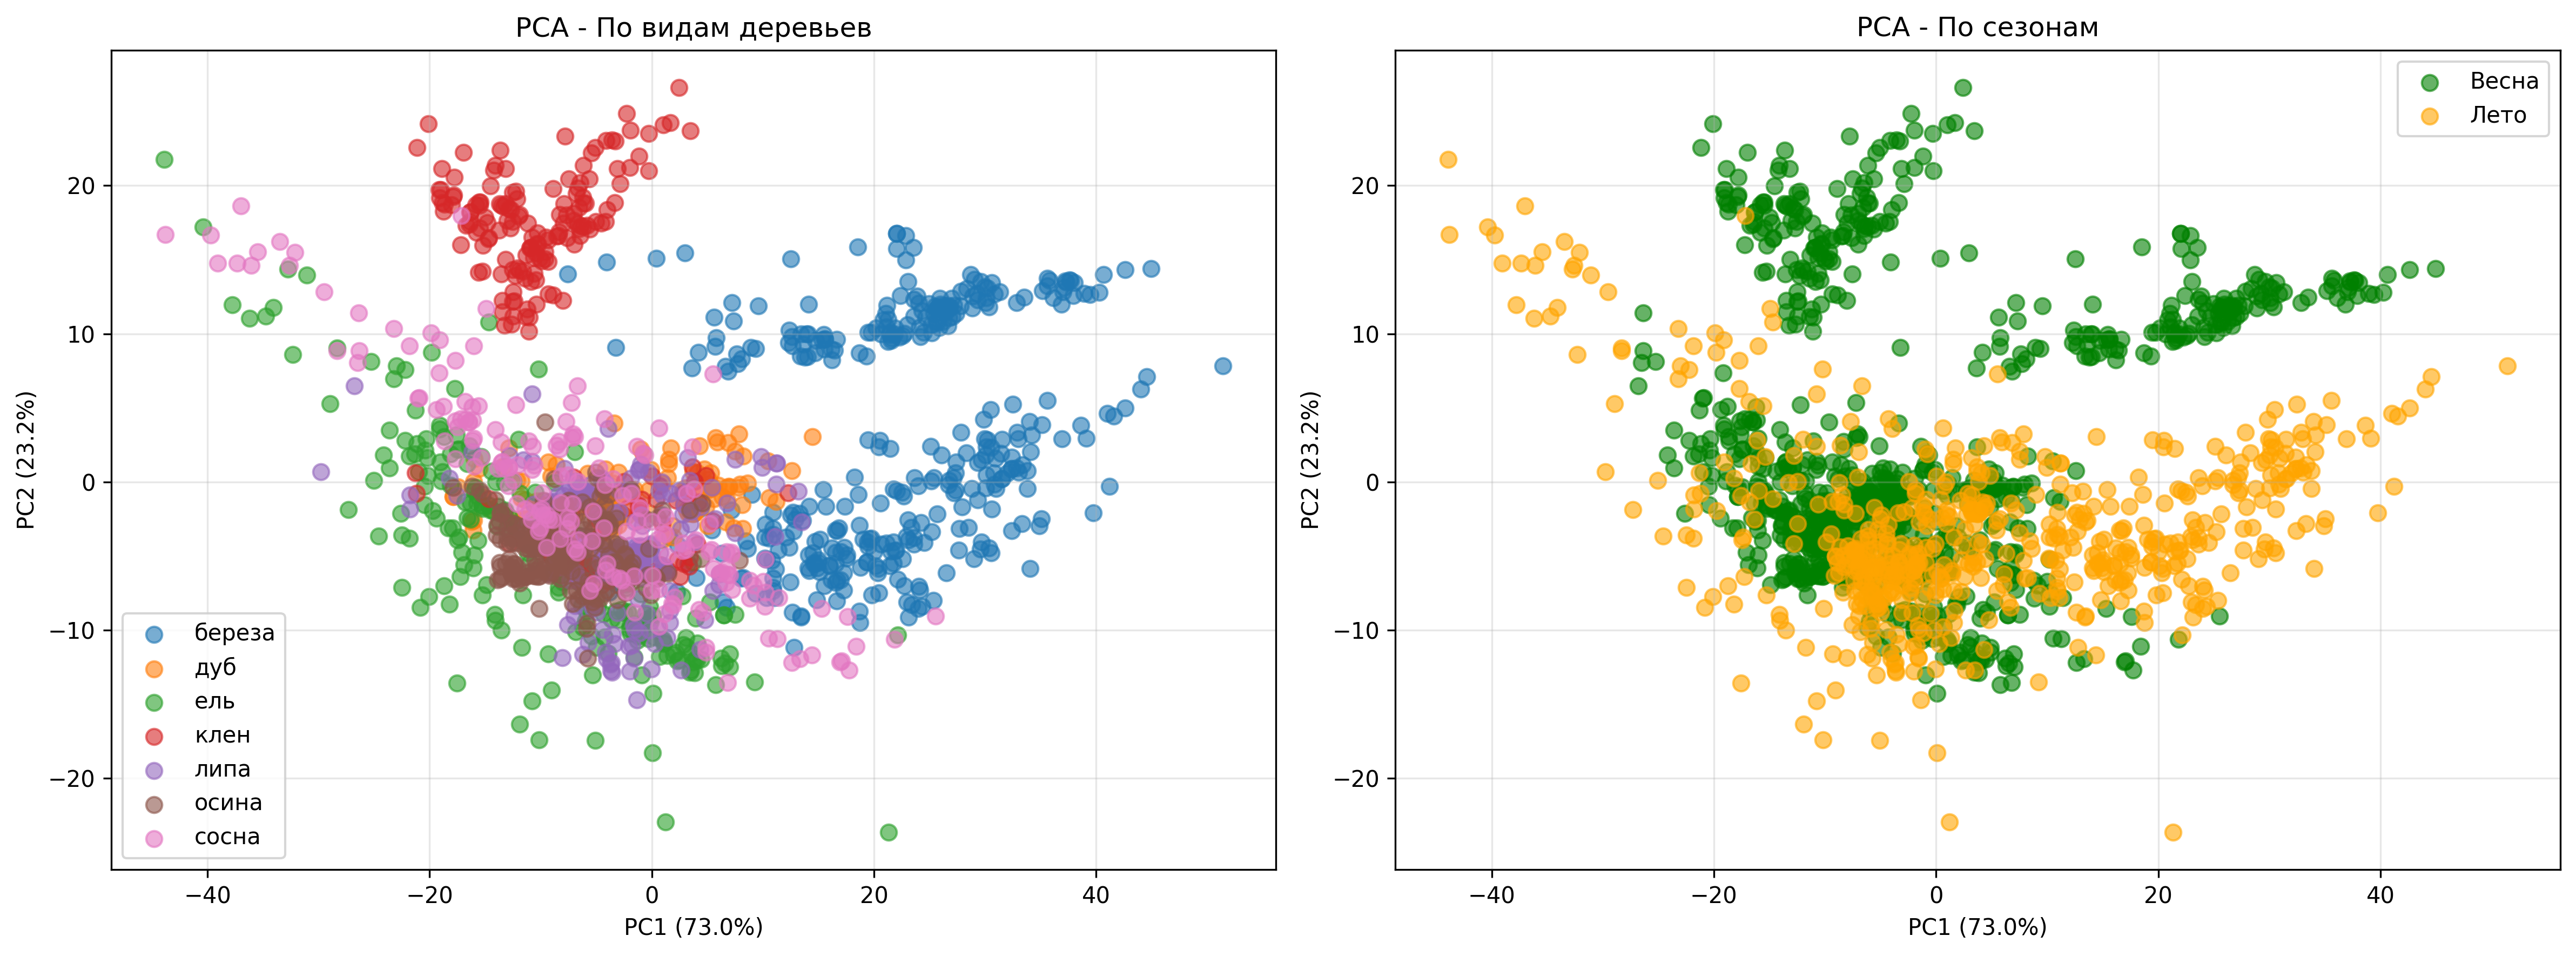 PCA - По видам деревьев
PC2 (23.2%)
20
10
0
−10
−20
береза
дуб
ель
клен
липа
осина
сосна
−40
−20
0
20
40
PC1 (73.0%)
PCA - По сезонам
PC2 (23.2%)
20
10
0
−10
−20
Весна
Лето
−40
−20
0
20
40
PC1 (73.0%)